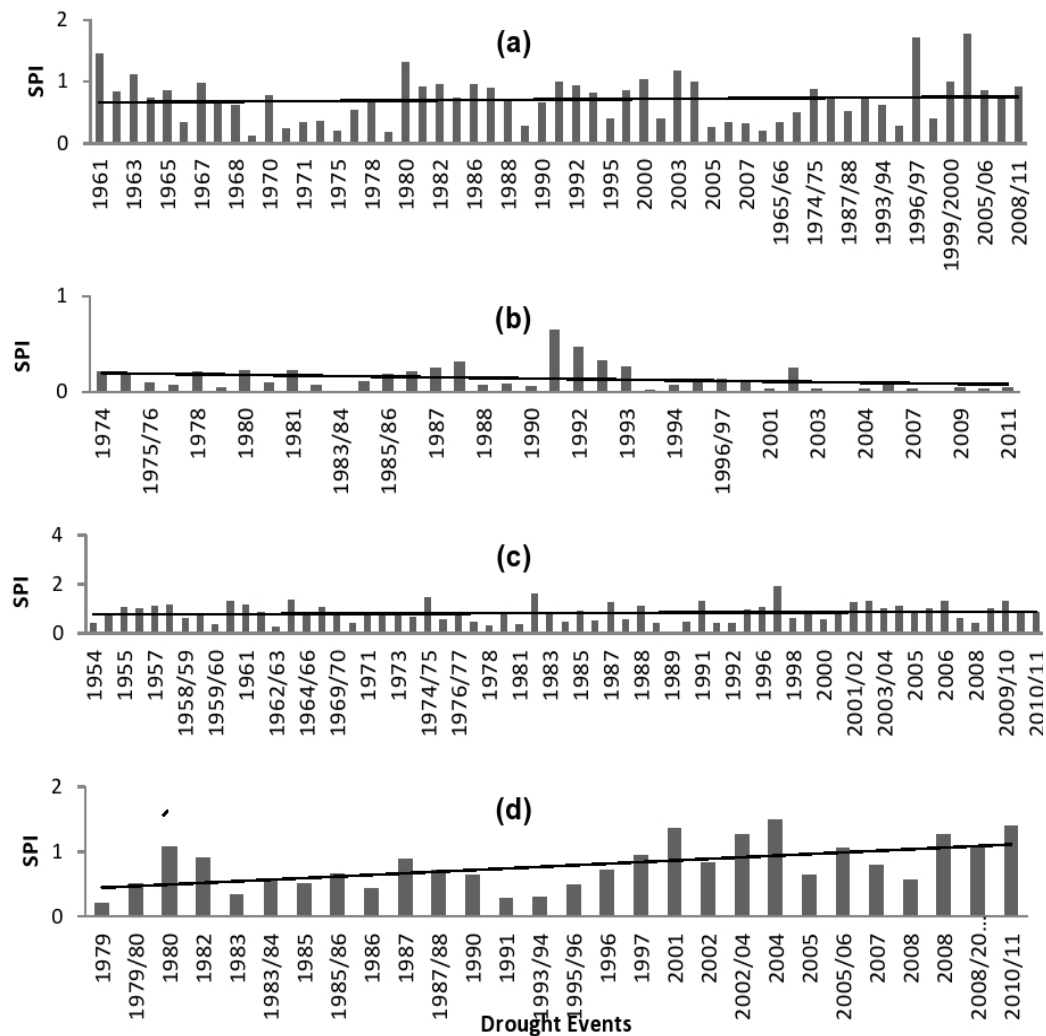 (a)
SPI
2
1
0
1961 1963 1965 1967 1968 1970 1971 1975 1978 1980 1982 1986 1988 1990 1992 1995 2000 2003 2005 2007 1965/66 1974/75 1987/88 1993/94 1996/97 1999/2000 2005/06 2008/11
(b)
SPI
1
0
1974 1975/76 1978 1980 1981 1983/84 1985/86 1987 1988 1990 1992 1993 1994 1996/97 2001 2003 2004 2007 2009 2011
(c)
SPI
4
2
0
1954 1955 1957 1958/59 1959/60 1961 1962/63 1964/66 1969/70 1971 1973 1974/75 1976/77 1978 1981 1983 1985 1987 1988 1989 1991 1992 1996 1998 2000 2001/02 2003/04 2005 2006 2008 2009/10 2010/11
(d)
SPI
2
1
0
1979 1979/80 1980 1982 1983 1983/84 1985 1985/86 1986 1987 1987/88 1990 1991 1993/94 1995/96 1996 1997 2001 2002 2002/04 2004 2005 2005/06 2007 2008 2008 2008/20... 2010/11
Drought Events